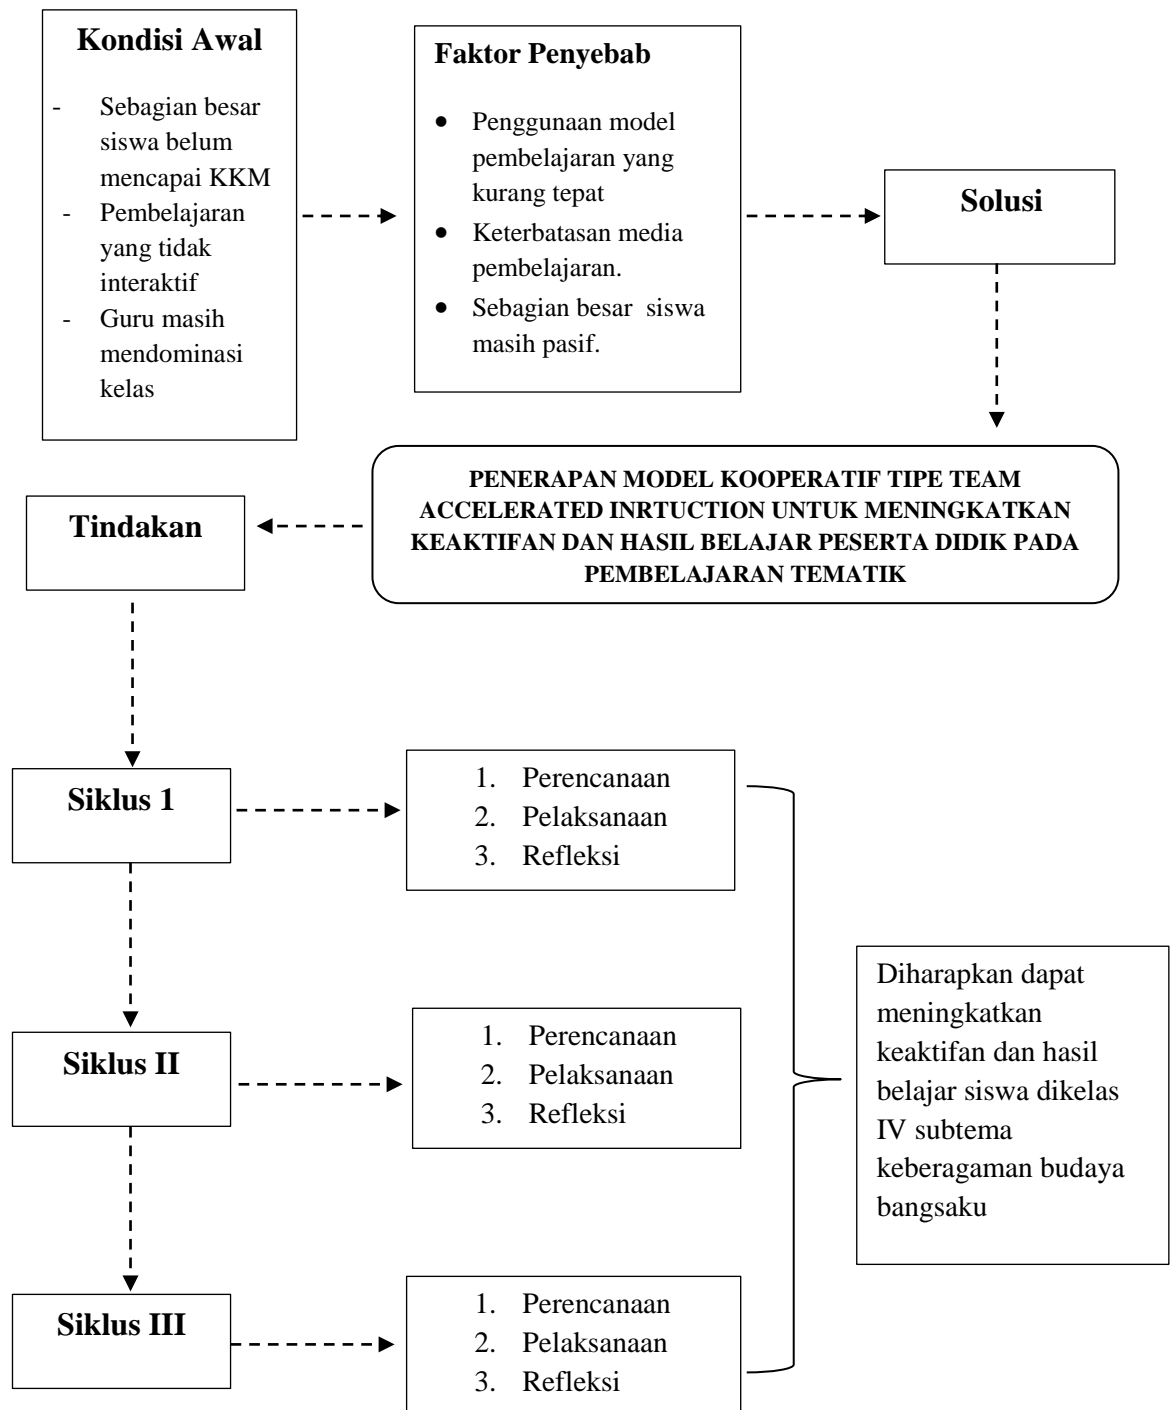 Kondisi Awal
- Sebagian besar
siswa belum
mencapai KKM
- Pembelajaran
yang tidak
interaktif
- Guru masih
mendominasi
kelas
Faktor Penyebab
• Penggunaan model
pembelajaran yang
kurang tepat
• Keterbatasan media
pembelajaran.
• Sebagian besar siswa
masih pasif.
Solusi
PENERAPAN MODEL KOOPERATIF TIPE TEAM
ACCELERATED INRTUCTION UNTUK MENINGKATKAN
KEAKTIFAN DAN HASIL BELAJAR PESERTA DIDIK PADA
PEMBELAJARAN TEMATIK
Tindakan
Siklus 1
1. Perencanaan
2. Pelaksanaan
3. Refleksi
Siklus II
1. Perencanaan
2. Pelaksanaan
3. Refleksi
Siklus III
1. Perencanaan
2. Pelaksanaan
3. Refleksi
Diharapkan dapat
meningkatkan
keaktifan dan hasil
belajar siswa dikelas
IV subtema
keberagaman budaya
bangsaku